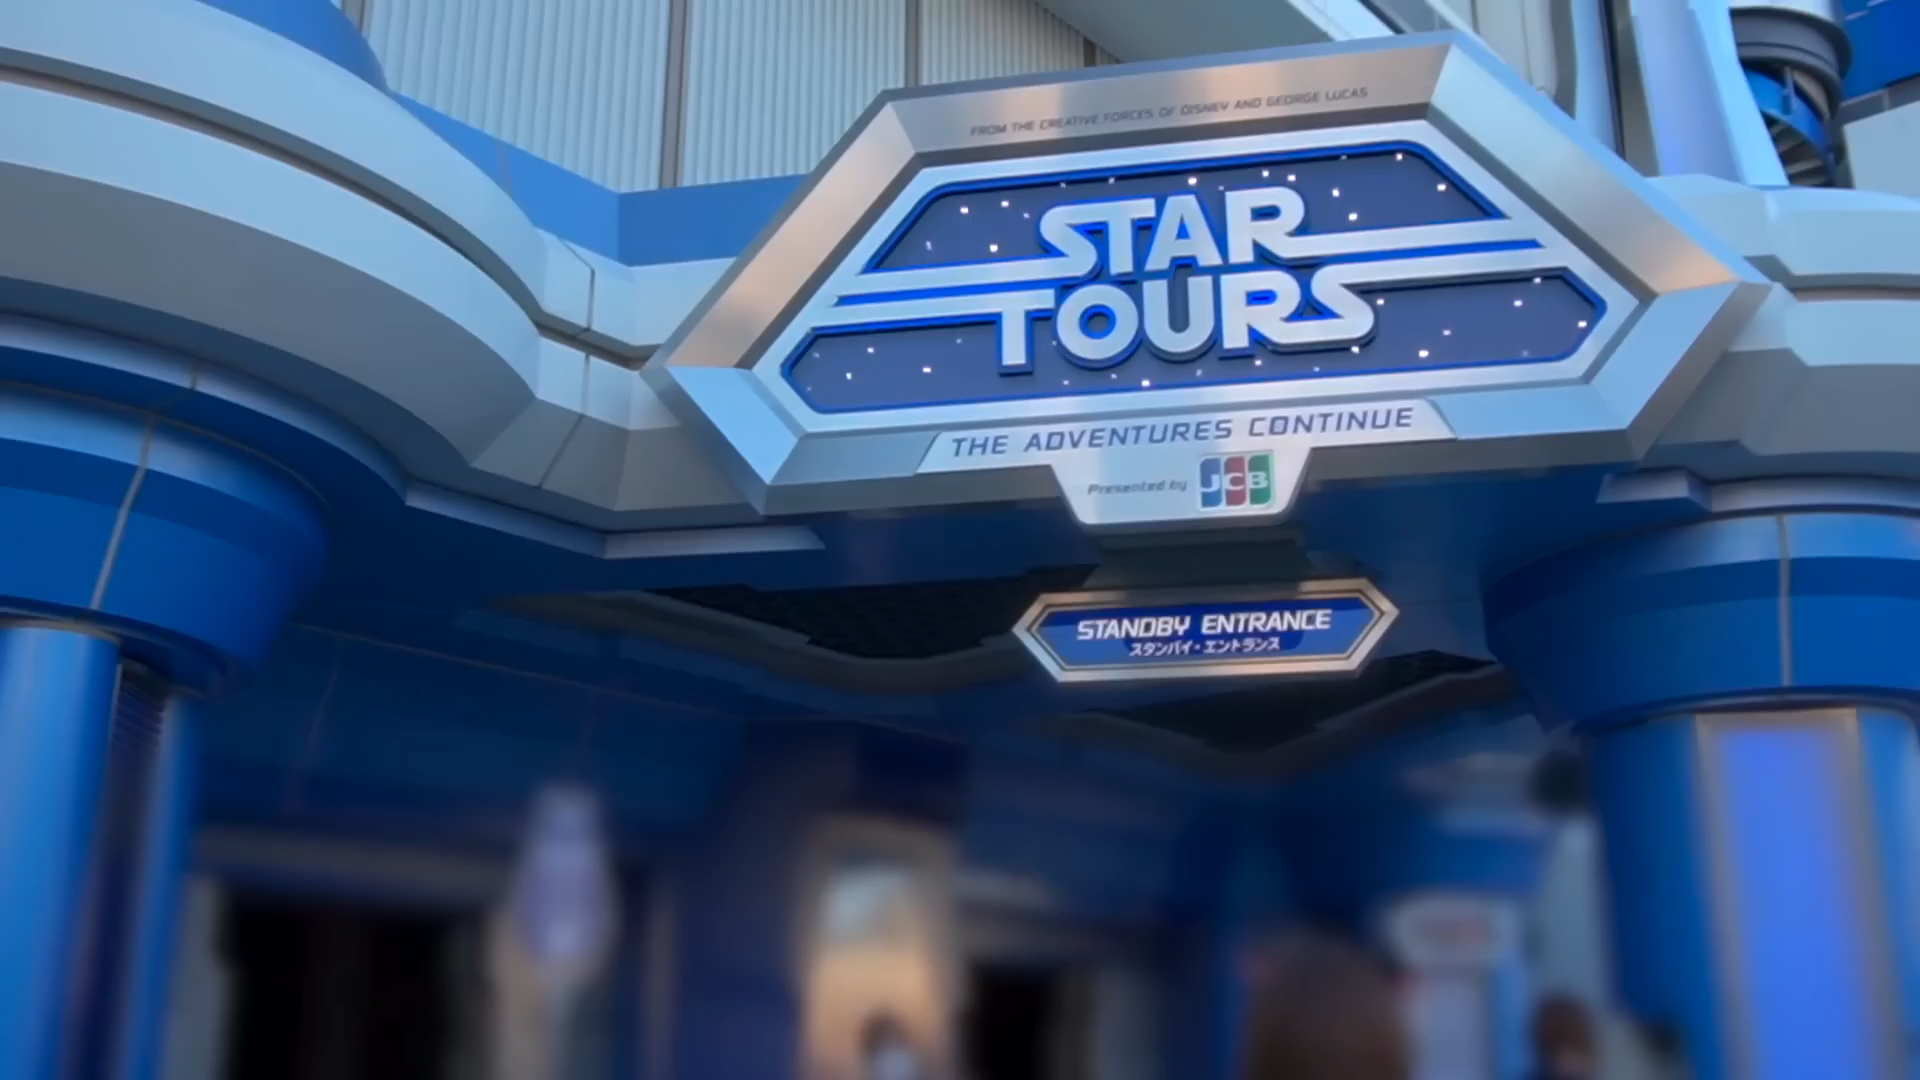 FROM THE CREATIVE FORCES OF DISNEY AND GEORGE LUCAS
STAR
TOURS
THE ADVENTURES CONTINUE
Presented by JCB
STANDBY ENTRANCE
スタンバイ・エントランス